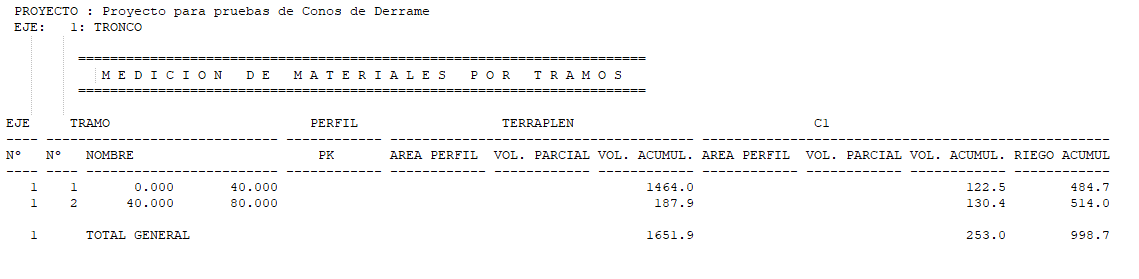 PROYECTO : Proyecto para pruebas de Conos de Derrame
EJE: 1: TRONCO
==========================================================================
M E D I C I O N D E M A T E R I A L E S P O R T R A M O S
==========================================================================
EJE TRAMO PERFIL TERRAPLEN C1
---- ----------------------------- ------------ -------------------------------------- ---------------------------------------------------
Nº Nº NOMBRE PK AREA PERFIL VOL. PARCIAL VOL. ACUMUL. AREA PERFIL VOL. PARCIAL VOL. ACUMUL. RIEGO ACUMUL
---- ---- ------------------------ ------------ ------------ ------------ ------------ ------------ ------------ ------------ ------------
1 1 0.000 40.000 1464.0 122.5 484.7
1 2 40.000 80.000 187.9 130.4 514.0
1 TOTAL GENERAL 1651.9 253.0 998.7